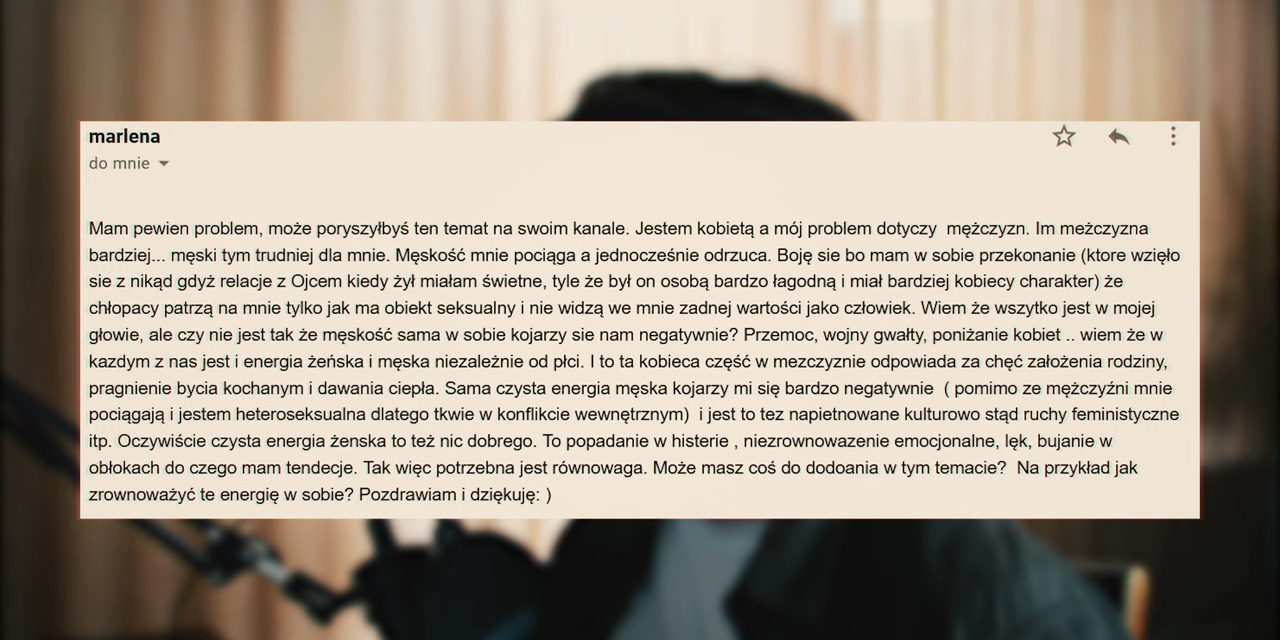 marlena
do mnie
Mam pewien problem, może poryszyłbyś ten temat na swoim kanale. Jestem kobietą a mój problem dotyczy  mężczyzn. Im meżczyzna
bardziej... męski tym trudniej dla mnie. Męskość mnie pociąga a jednocześnie odrzuca. Boję sie bo mam w sobie przekonanie (ktore wzięło
sie z nikąd gdyż relacje z Ojcem kiedy żył miałam świetne, tyle że był on osobą bardzo łagodną i miał bardziej kobiecy charakter) że
chłopacy patrzą na mnie tylko jak ma obiekt seksualny i nie widzą we mnie zadnej wartości jako człowiek. Wiem że wszytko jest w mojej
głowie, ale czy nie jest tak że męskość sama w sobie kojarzy sie nam negatywnie? Przemoc, wojny gwałty, poniżanie kobiet .. wiem że w
kazdym z nas jest i energia żeńska i męska niezależnie od płci. I to ta kobieca część w mezczyznie odpowiada za chęć założenia rodziny,
pragnienie bycia kochanym i dawania ciepła. Sama czysta energia męska kojarzy mi się bardzo negatywnie  ( pomimo ze mężczyźni mnie
pociągają i jestem heteroseksualna dlatego tkwie w konflikcie wewnętrznym)  i jest to tez napietnowane kulturowo stąd ruchy feministyczne
itp. Oczywiście czysta energia żenska to też nic dobrego. To popadanie w histerie , niezrownowazenie emocjonalne, lęk, bujanie w
obłokach do czego mam tendecje. Tak więc potrzebna jest równowaga. Może masz coś do dodoania w tym temacie?  Na przykład jak
zrownoważyć te energię w sobie? Pozdrawiam i dziękuję: )